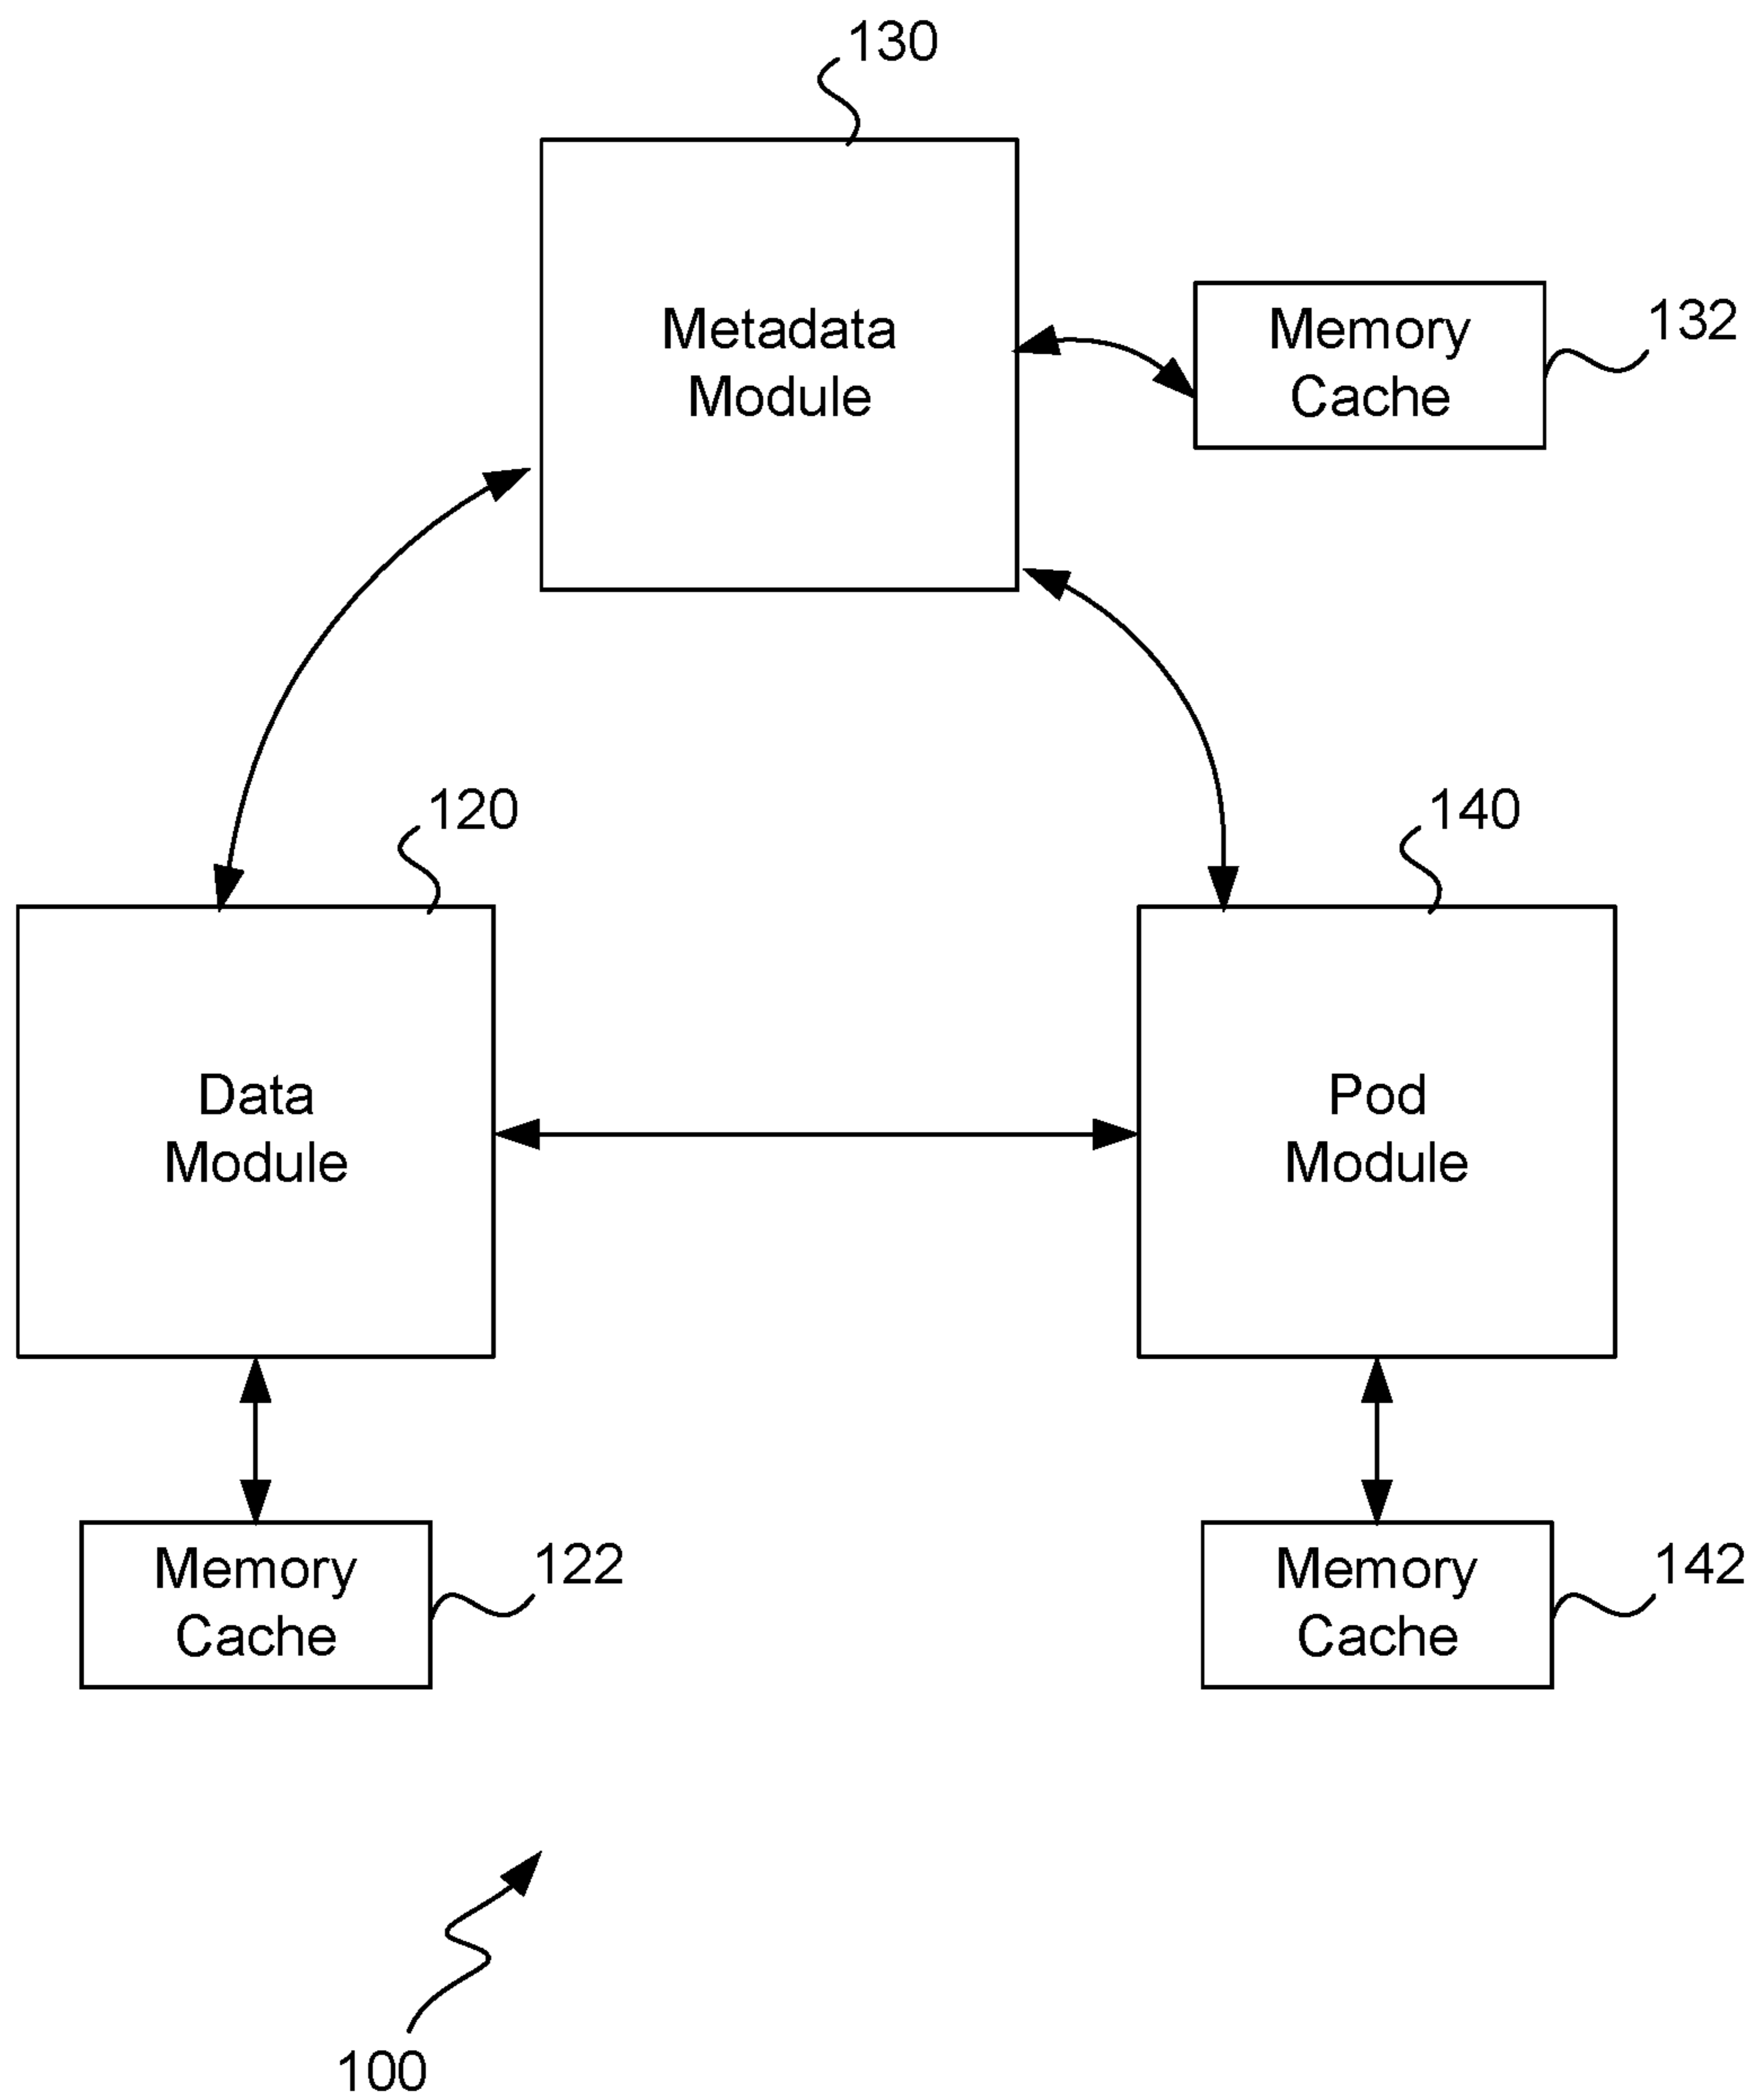 130
Metadata
Module
Memory
Cache
132
120
140
Data
Module
Pod
Module
Memory
Cache
122
Memory
Cache
142
100